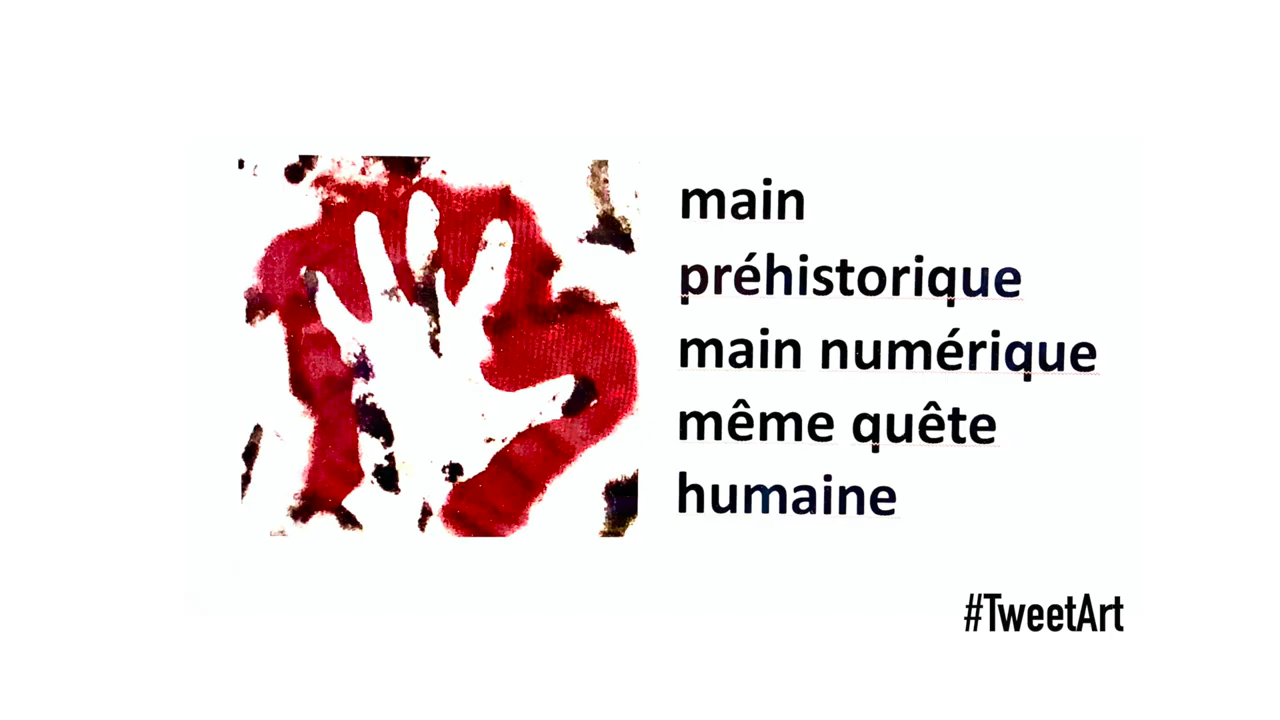 main
préhistorique
main numérique
même quête
humaine
#TweetArt